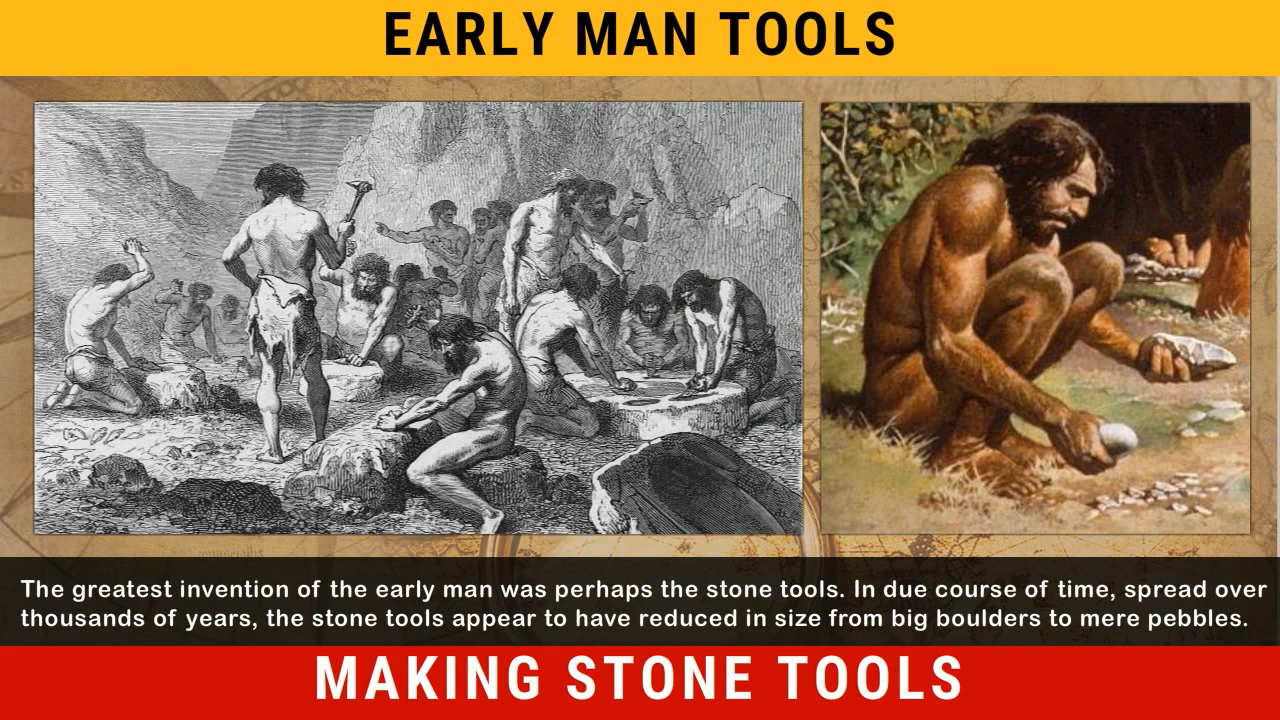 EARLY MAN TOOLS
The greatest invention of the early man was perhaps the stone tools. In due course of time, spread over
thousands of years, the stone tools appear to have reduced in size from big boulders to mere pebbles.
MAKING STONE TOOLS